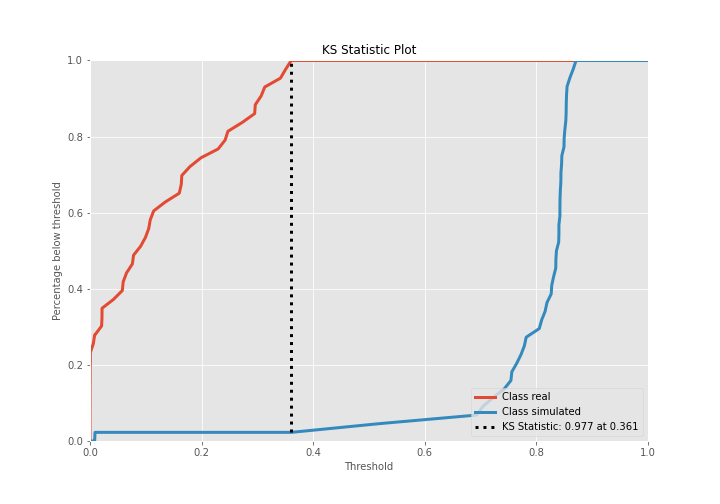 KS Statistic Plot
1.0
0.8
0.6
0.4
0.2
0.0
Percentage below threshold
Class real
Class simulated
KS Statistic: 0.977 at 0.361
0.0 0.2 0.4 0.6 0.8 1.0
Threshold